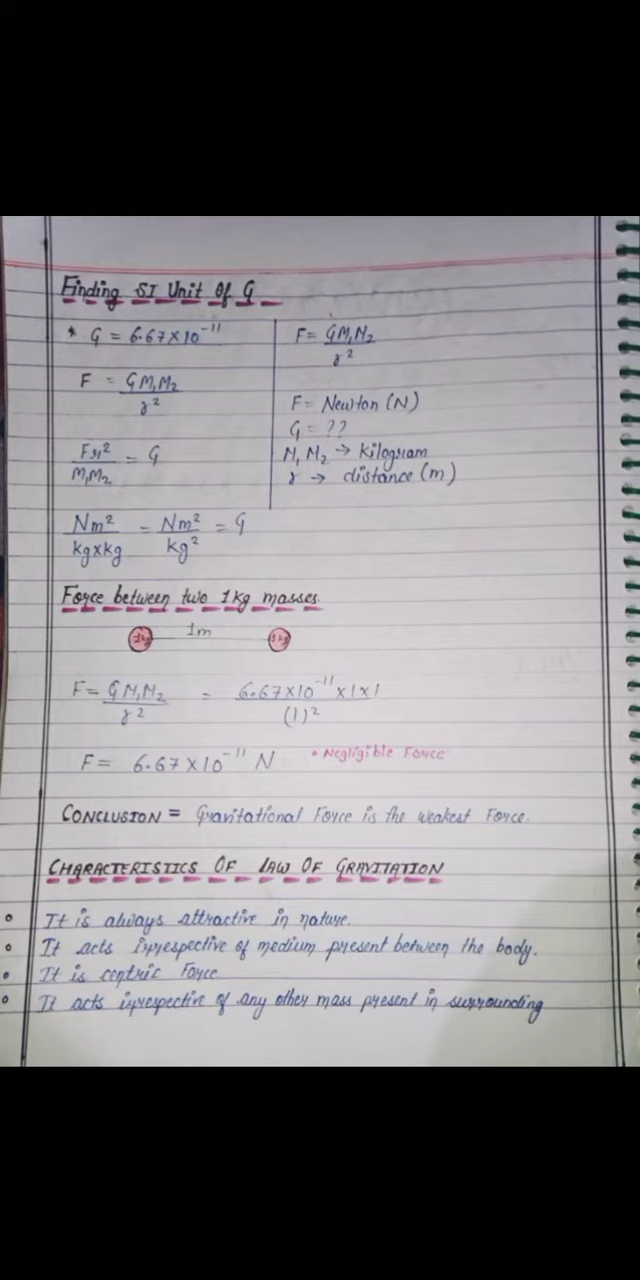 Finding SI Unit Of G
* G = 6.67×10⁻¹¹
F = GM₁M₂/r²
Fr²/M₁M₂ = G
Nm²/kg×kg = Nm²/kg² = G
F = GM₁M₂/r²
F = Newton (N)
G = ??
M₁ M₂ → kilogram
r → distance (m)
Force between two 1kg masses.
1kg 1m 1kg
F = GM₁M₂/r² = 6.67×10⁻¹¹×1×1/(1)²
F = 6.67×10⁻¹¹ N • Negligible Force
CONCLUSION = Gravitational Force is the weakest Force.
CHARACTERISTICS OF LAW OF GRAVITATION
It is always attractive in nature.
It acts irrespective of medium present between the body.
It is centric Force
It acts irrespective of any other mass present in surrounding